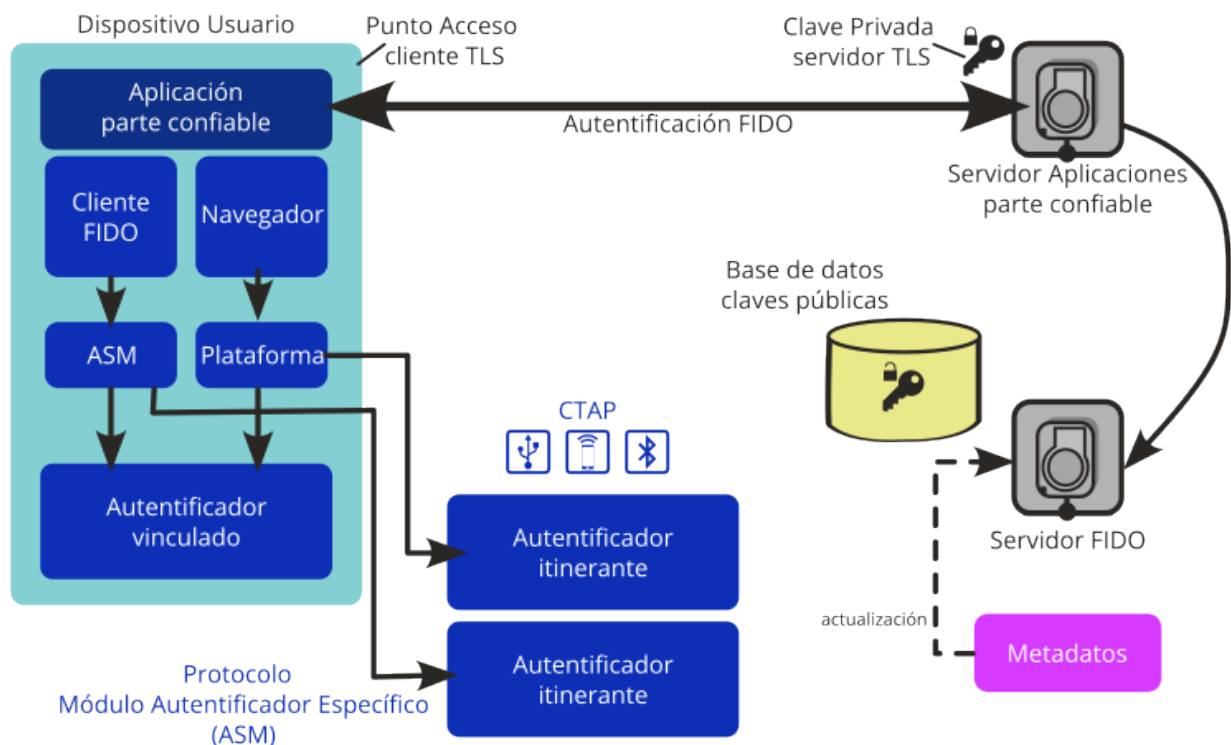 Dispositivo Usuario
Punto Acceso
cliente TLS
Clave Privada
servidor TLS
Aplicación
parte confiable
Autentificación FIDO
Servidor Aplicaciones
parte confiable
Cliente
FIDO
Navegador
Base de datos
claves públicas
ASM
Plataforma
CTAP
Autentificador
vinculado
Autentificador
itinerante
Servidor FIDO
actualización
Metadatos
Autentificador
itinerante
Protocolo
Módulo Autentificador Específico
(ASM)